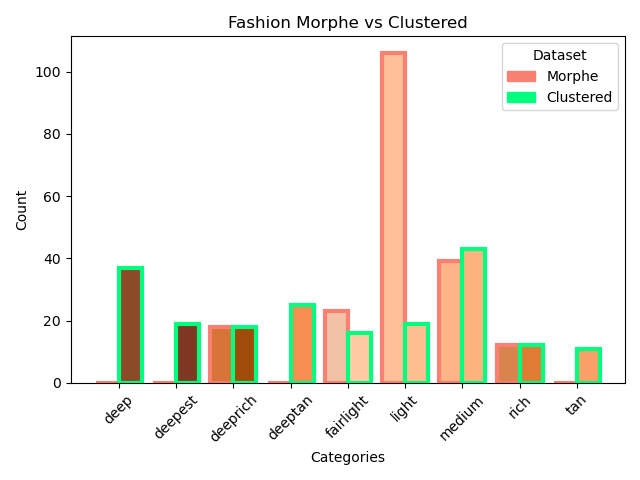 Fashion Morphe vs Clustered
Dataset
Morphe
Clustered
Count
100
80
60
40
20
0
deep
deepest
deeprich
deeptan
fairlight
light
medium
rich
tan
Categories